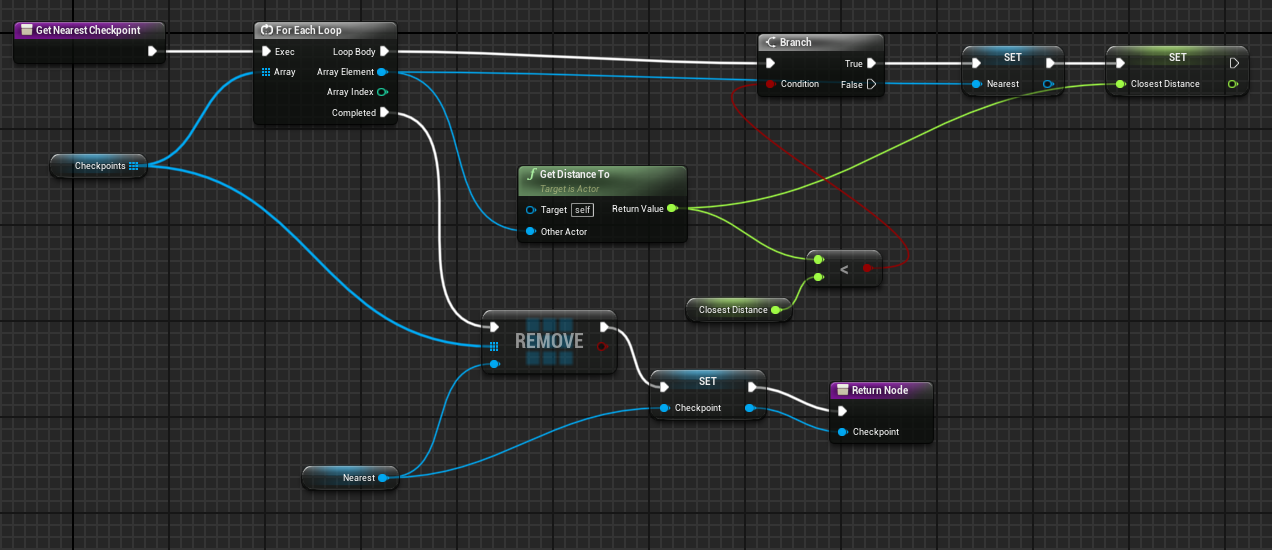 Get Nearest Checkpoint
For Each Loop
Exec
Loop Body
Array
Array Element
Array Index
Completed
Branch
True
Condition
False
SET
Nearest
SET
Closest Distance
Checkpoints
f Get Distance To
Target is Actor
Target self
Return Value
Other Actor
<
Closest Distance
REMOVE
SET
Checkpoint
Return Node
Checkpoint
Nearest